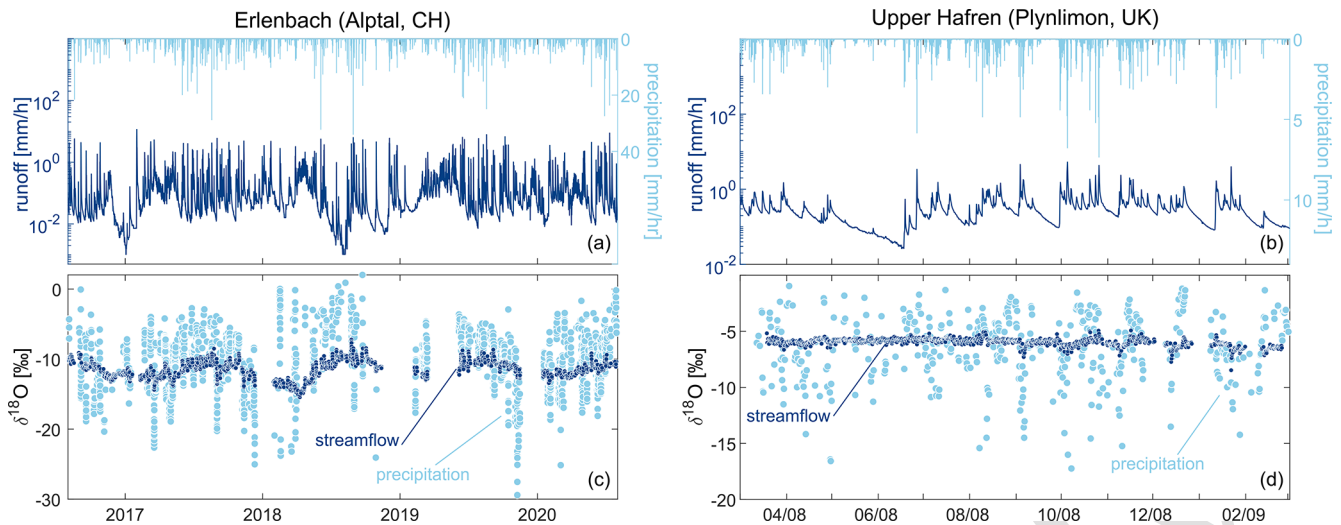 Erlenbach (Alptal, CH)
Upper Hafren (Plynlimon, UK)
runoff [mm/h]
10²
10⁰
10⁻²
0
20
40
precipitation [mm/hr]
(a)
runoff [mm/h]
10²
10⁰
10⁻²
0
5
10
precipitation [mm/h]
(b)
δ¹⁸O [‰]
0
-10
-20
-30
streamflow
precipitation
(c)
2017
2018
2019
2020
δ¹⁸O [‰]
-5
-10
-15
-20
streamflow
precipitation
(d)
04/08
06/08
08/08
10/08
12/08
02/09